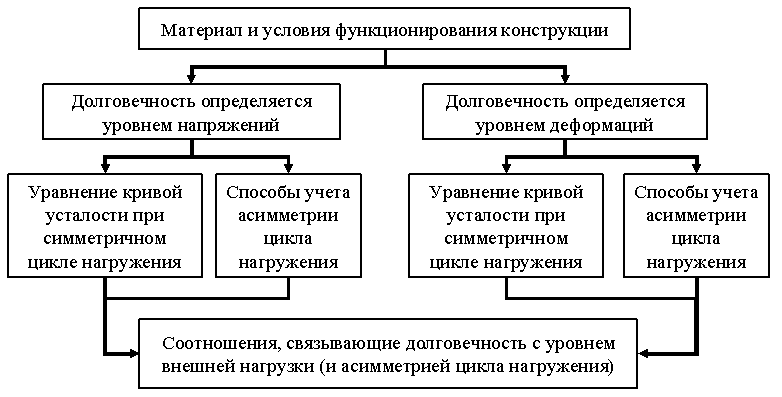 Материал и условия функционирования конструкции
Долговечность определяется
уровнем напряжений
Долговечность определяется
уровнем деформаций
Уравнение кривой
усталости при
симметричном
цикле нагружения
Способы учета
асимметрии
цикла
нагружения
Уравнение кривой
усталости при
симметричном
цикле нагружения
Способы учета
асимметрии
цикла
нагружения
Соотношения, связывающие долговечность с уровнем
внешней нагрузки (и асимметрией цикла нагружения)